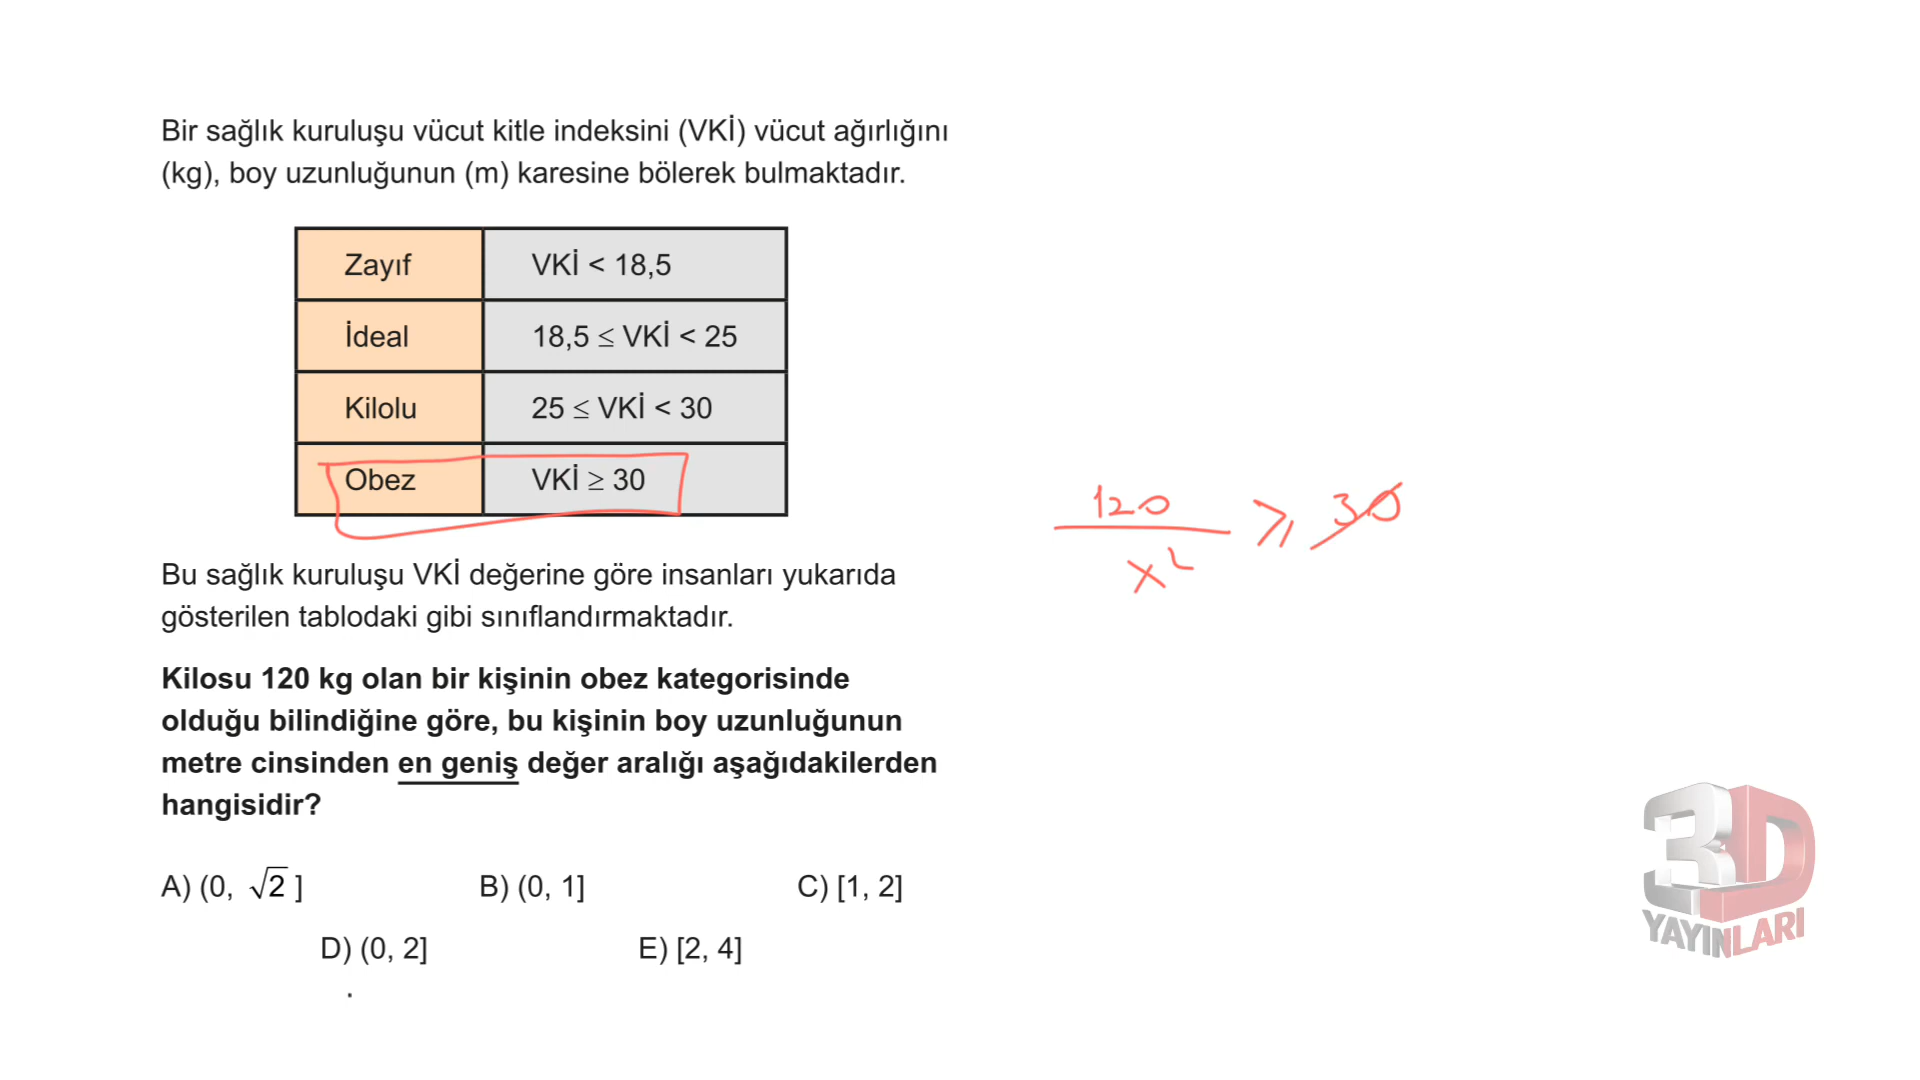 Bir sağlık kuruluşu vücut kitle indeksini (VKİ) vücut ağırlığını
(kg), boy uzunluğunun (m) karesine bölerek bulmaktadır.
Zayıf VKİ < 18,5
İdeal 18,5 ≤ VKİ < 25
Kilolu 25 ≤ VKİ < 30
Obez VKİ ≥ 30
120
≥ 30
x²
Bu sağlık kuruluşu VKİ değerine göre insanları yukarıda
gösterilen tablodaki gibi sınıflandırmaktadır.
Kilosu 120 kg olan bir kişinin obez kategorisinde
olduğu bilindiğine göre, bu kişinin boy uzunluğunun
metre cinsinden en geniş değer aralığı aşağıdakilerden
hangisidir?
A) (0, √2 ] B) (0, 1] C) [1, 2]
D) (0, 2] E) [2, 4]
3D
YAYINLARI